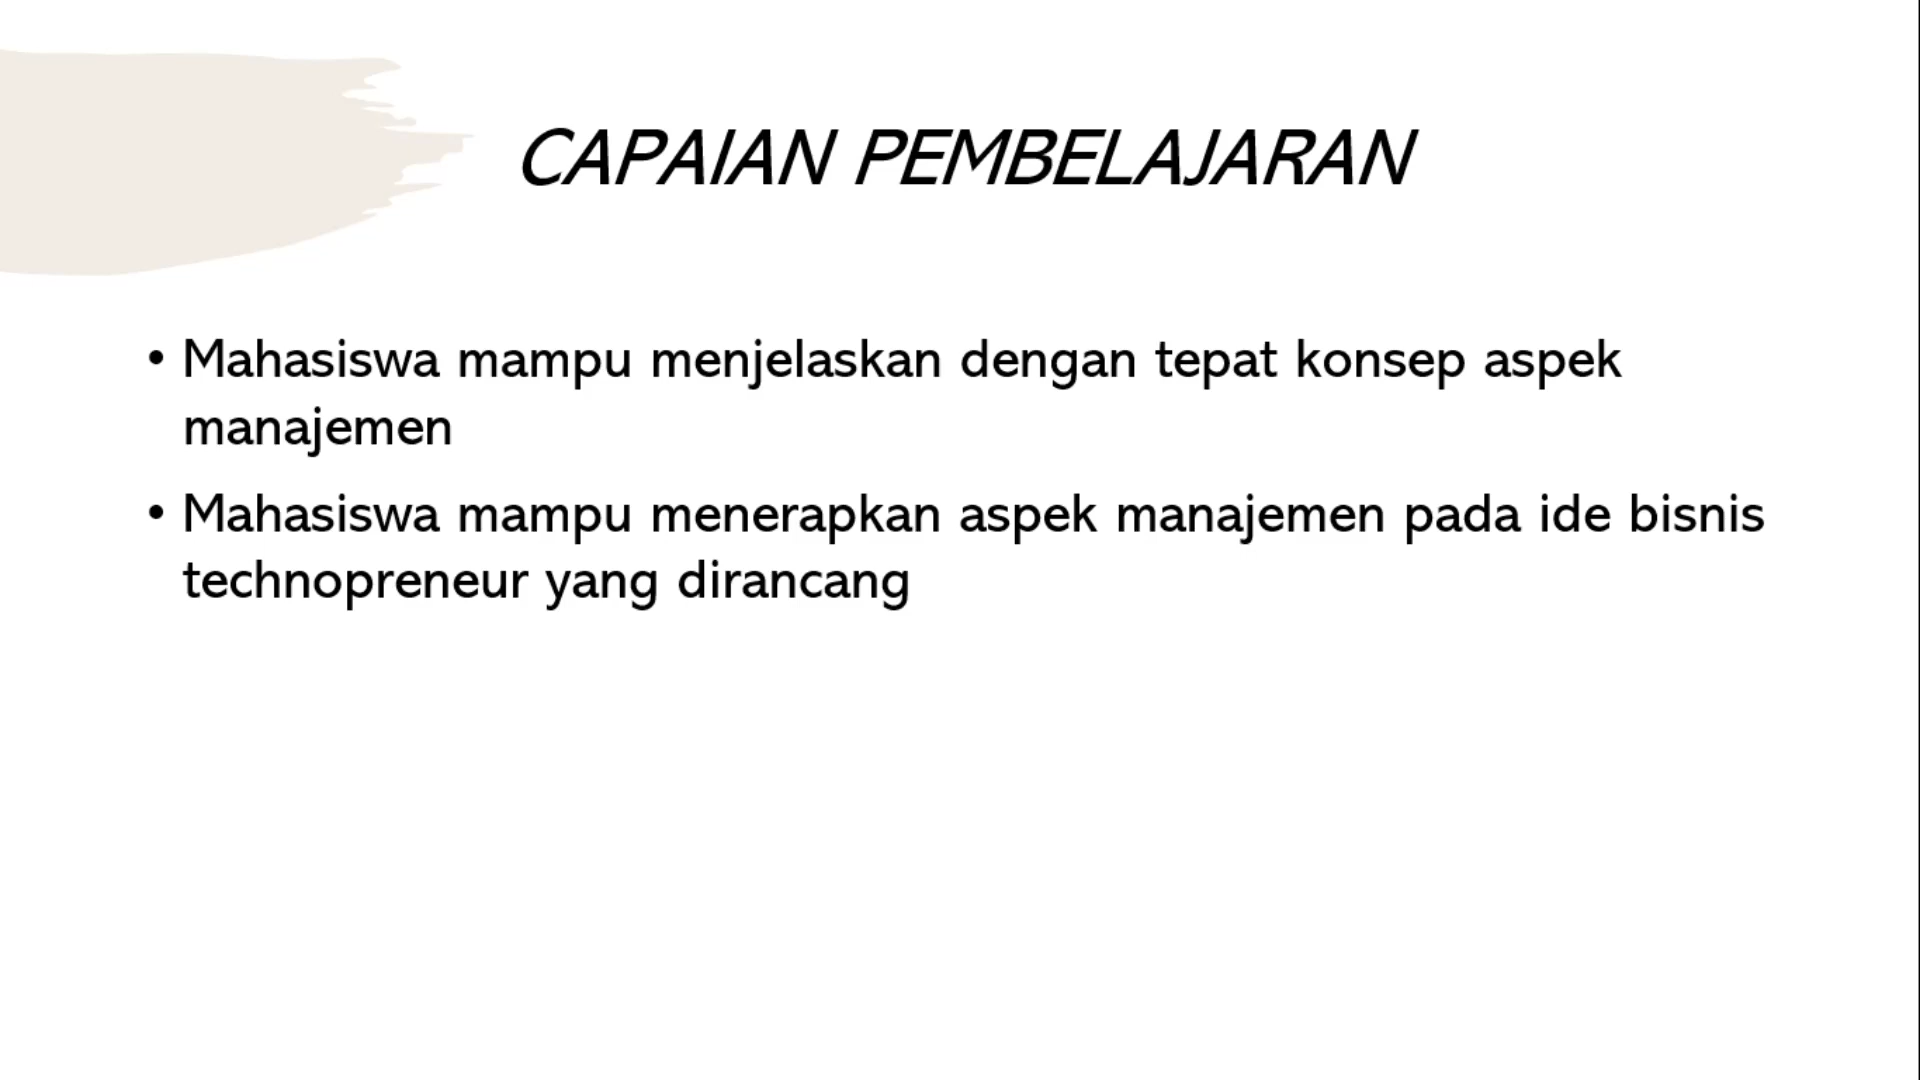 CAPAIAN PEMBELAJARAN
• Mahasiswa mampu menjelaskan dengan tepat konsep aspek
manajemen
• Mahasiswa mampu menerapkan aspek manajemen pada ide bisnis
technopreneur yang dirancang